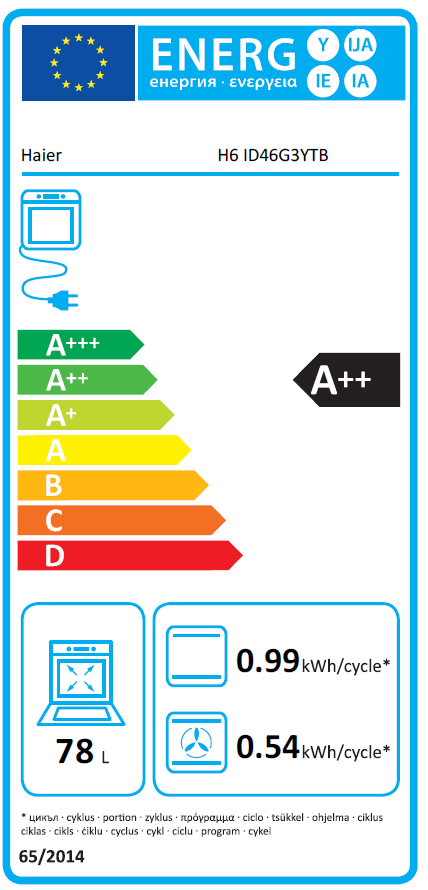 ENERG Y IJA
енергия · ενεργεια IE IA
Haier H6 ID46G3YTB
A+++
A++
A++
A+
A
B
C
D
0.99 kWh/cycle*
0.54 kWh/cycle*
78 L
* цикъл · cyklus · portion · zyklus · πρόγραμμα · ciclo · tsükkel · ohjelma · ciklus
ciklas · cikls · ċiklu · cyclus · cykl · ciclu · program · cykel
65/2014